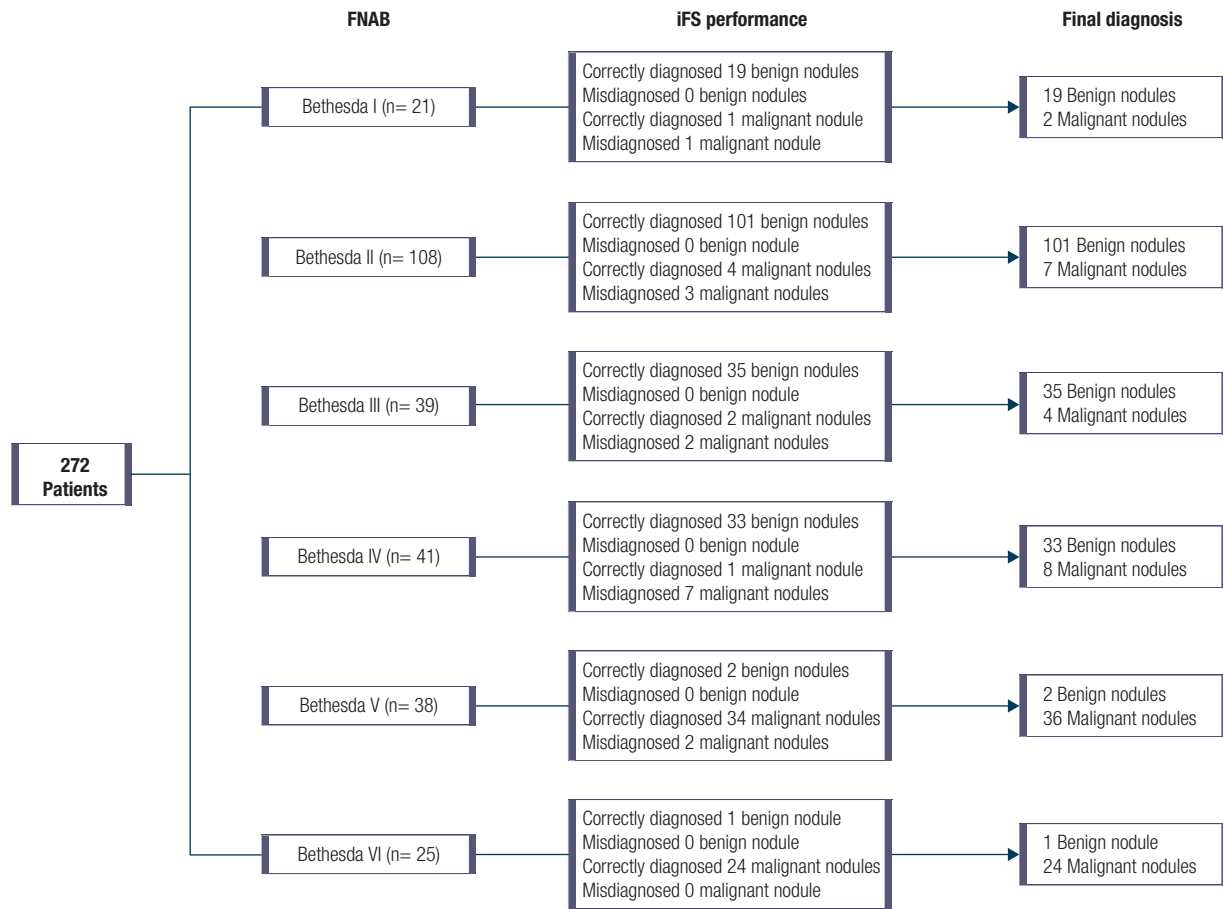 FNAB
iFS performance
Final diagnosis
272
Patients
Bethesda I (n= 21)
Correctly diagnosed 19 benign nodules
Misdiagnosed 0 benign nodules
Correctly diagnosed 1 malignant node
Misdiagnosed 1 malignant node
19 Benign nodules
2 Malignant nodules
Bethesda II (n= 108)
Correctly diagnosed 101 benign nodules
Misdiagnosed 0 benign nodule
Correctly diagnosed 4 malignant nodules
Misdiagnosed 3 malignant nodules
101 Benign nodules
7 Malignant nodules
Bethesda III (n= 39)
Correctly diagnosed 35 benign nodules
Misdiagnosed 0 benign nodule
Correctly diagnosed 2 malignant nodules
Misdiagnosed 2 malignant nodules
35 Benign nodules
4 Malignant nodules
Bethesda IV (n= 41)
Correctly diagnosed 33 benign nodules
Misdiagnosed 0 benign nodule
Correctly diagnosed 1 malignant node
Misdiagnosed 7 malignant nodules
33 Benign nodules
8 Malignant nodules
Bethesda V (n= 38)
Correctly diagnosed 2 benign nodules
Misdiagnosed 0 benign nodule
Correctly diagnosed 34 malignant nodules
Misdiagnosed 2 malignant nodules
2 Benign nodules
36 Malignant nodules
Bethesda VI (n= 25)
Correctly diagnosed 1 benign nodule
Misdiagnosed 0 benign nodule
Correctly diagnosed 24 malignant nodules
Misdiagnosed 0 malignant node
1 Benign nodule
24 Malignant nodules